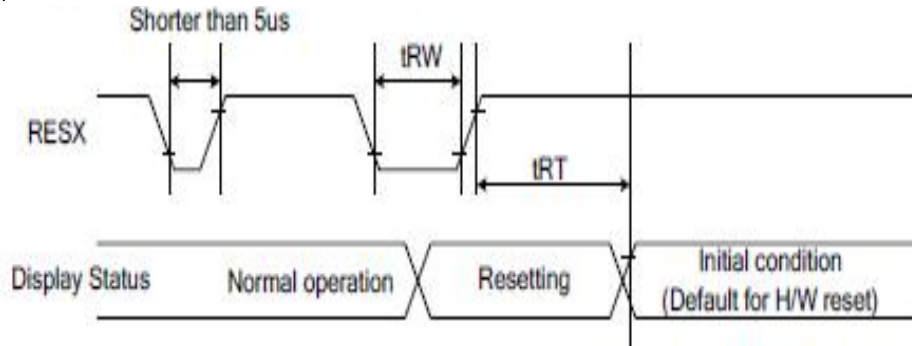 Shorter than 5us
tRW
RESX
tRT
Display Status
Normal operation
Resetting
Initial condition
(Default for H/W reset)